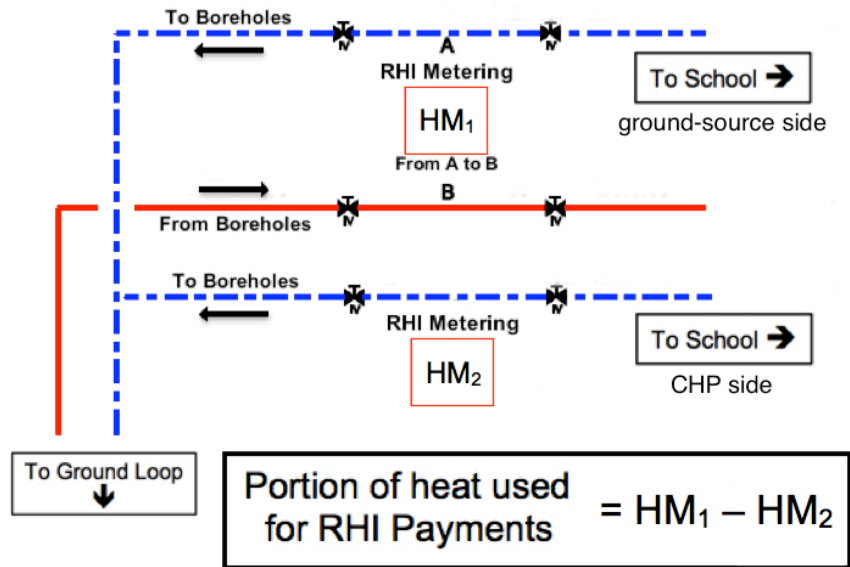 To Boreholes
A
RHI Metering
HM₁
From A to B
To School ➔
ground-source side
B
From Boreholes
To Boreholes
RHI Metering
HM₂
To School ➔
CHP side
To Ground Loop
Portion of heat used
for RHI Payments = HM₁ – HM₂